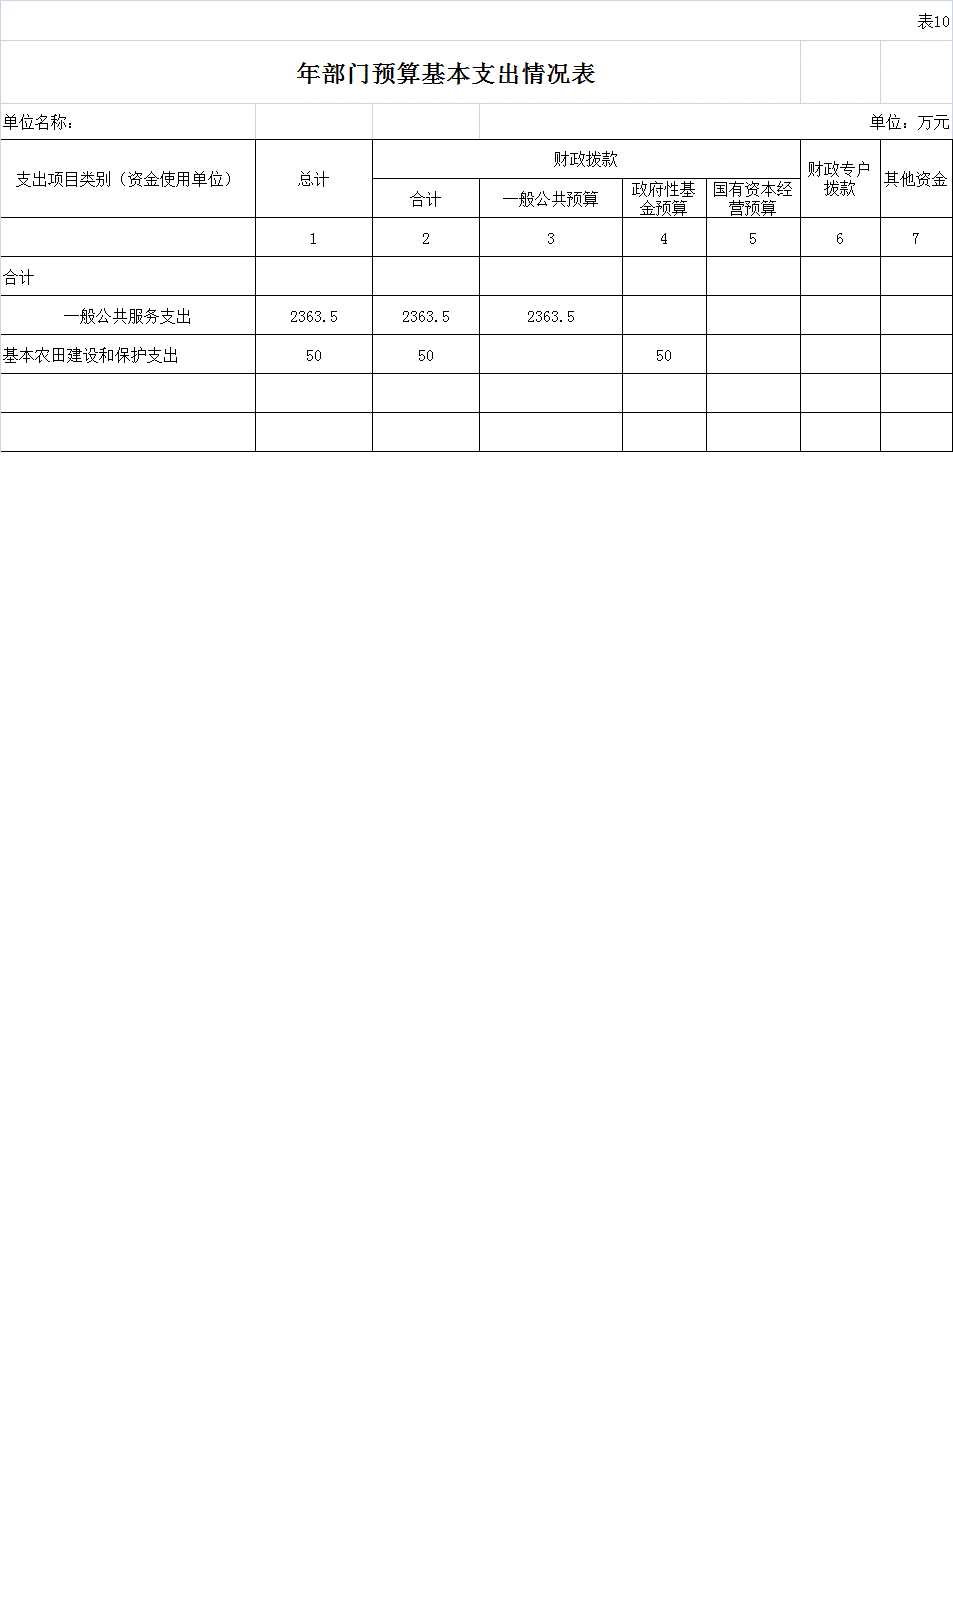 表10
年部门预算基本支出情况表
单位名称：
单位：万元
支出项目类别（资金使用单位）
总计
财政拨款
财政专户
拨款
其他资金
合计
一般公共预算
政府性基
金预算
国有资本经
营预算
1 2 3 4 5 6 7
合计
一般公共服务支出 2363.5 2363.5 2363.5
基本农田建设和保护支出 50 50 50